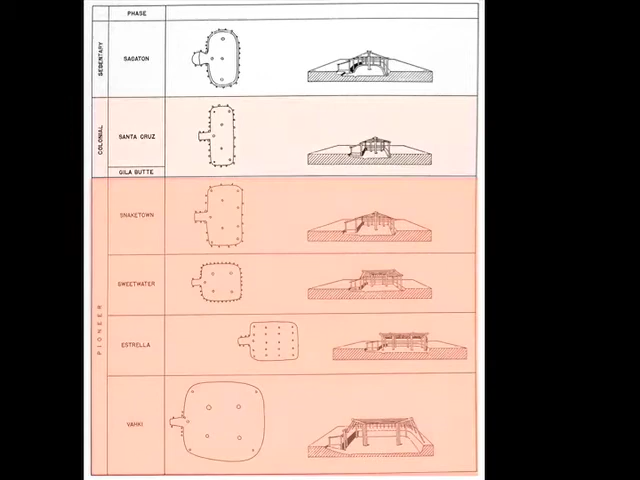 PHASE
SEDENTARY
SACATON
COLONIAL
SANTA CRUZ
GILA BUTTE
PIONEER
SNAKETOWN
SWEETWATER
ESTRELLA
VAHKI